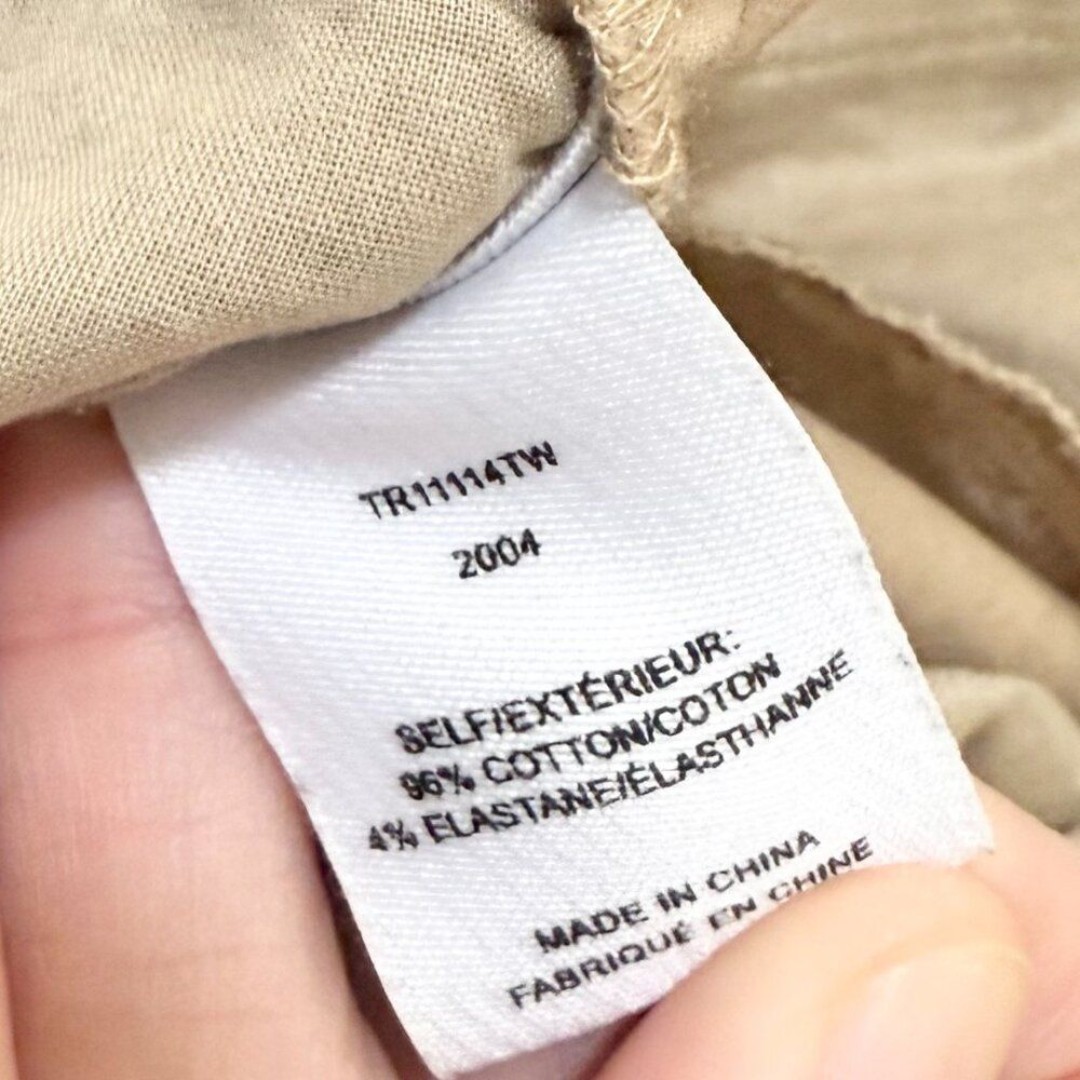 TR11114TW
2004
SELF/EXTÉRIEUR:
96% COTTON/COTON
4% ELASTANE/ÉLASTHANNE
MADE IN CHINA
FABRIQUÉ EN CHINE